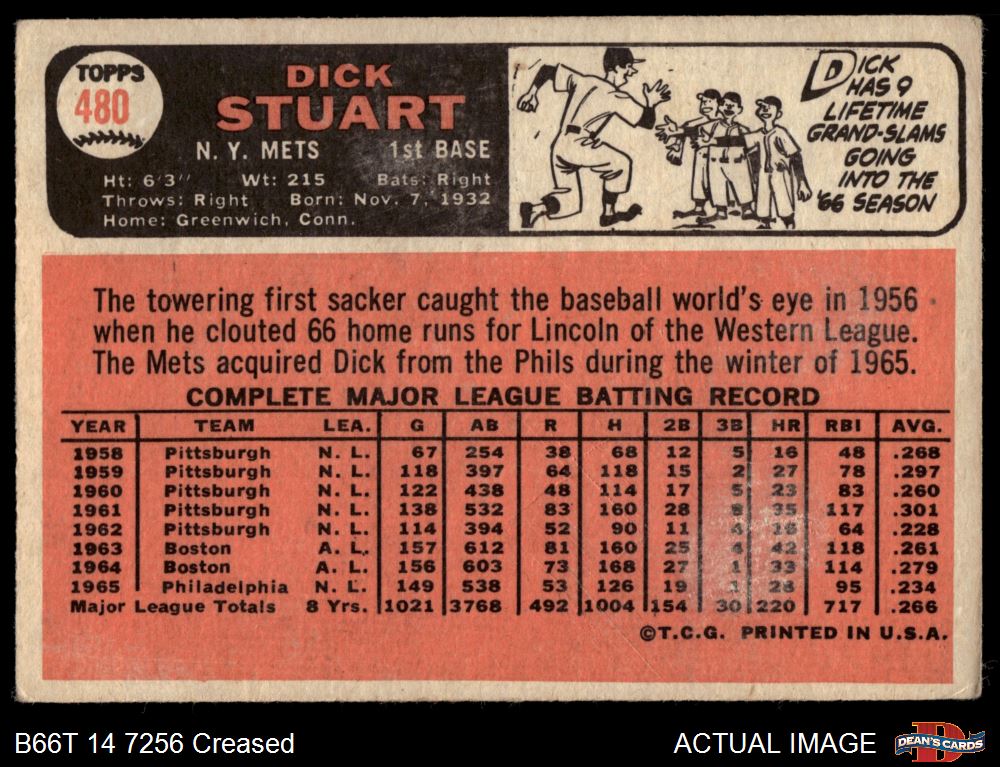 TOPPS
480
DICK
STUART
N. Y. METS 1st BASE
Ht: 6'3" Wt: 215 Bats: Right
Throws: Right Born: Nov. 7, 1932
Home: Greenwich, Conn.
DICK
HAS 9
LIFETIME
GRAND-SLAMS
GOING
INTO THE
'66 SEASON
The towering first sacker caught the baseball world's eye in 1956
when he clouted 66 home runs for Lincoln of the Western League.
The Mets acquired Dick from the Phils during the winter of 1965.
COMPLETE MAJOR LEAGUE BATTING RECORD
YEAR TEAM LEA. G AB R H 2B 3B HR RBI AVG.
1958 Pittsburgh N. L. 67 254 38 68 12 5 16 48 .268
1959 Pittsburgh N. L. 118 397 64 118 15 2 27 78 .297
1960 Pittsburgh N. L. 122 438 48 114 17 5 23 83 .260
1961 Pittsburgh N. L. 138 532 83 160 28 8 35 117 .301
1962 Pittsburgh N. L. 114 394 52 90 11 4 16 64 .228
1963 Boston A. L. 157 612 81 160 25 4 42 118 .261
1964 Boston A. L. 156 603 73 168 27 1 33 114 .279
1965 Philadelphia N. L. 149 538 53 126 19 1 28 95 .234
Major League Totals 8 Yrs. 1021 3768 492 1004 154 30 220 717 .266
©T.C.G. PRINTED IN U.S.A.
B66T 14 7256 Creased
ACTUAL IMAGE
D
DEAN'S CARDS